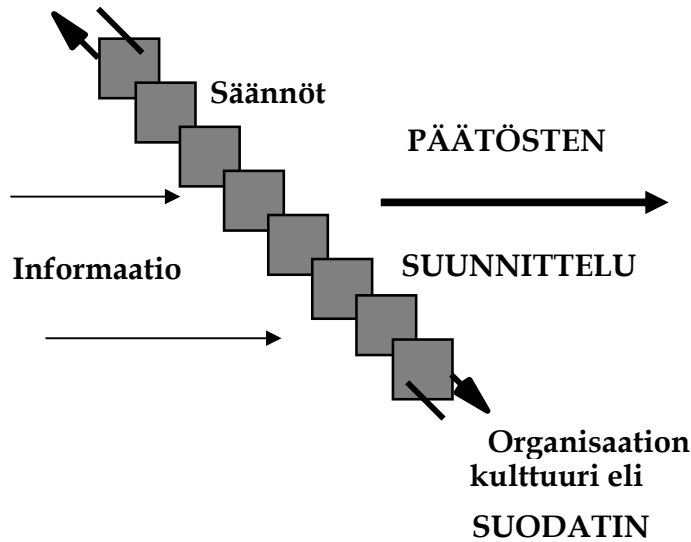 Säännöt
PÄÄTÖSTEN
Informaatio
SUUNNITTELU
Organisaation
kulttuuri eli
SUODATIN